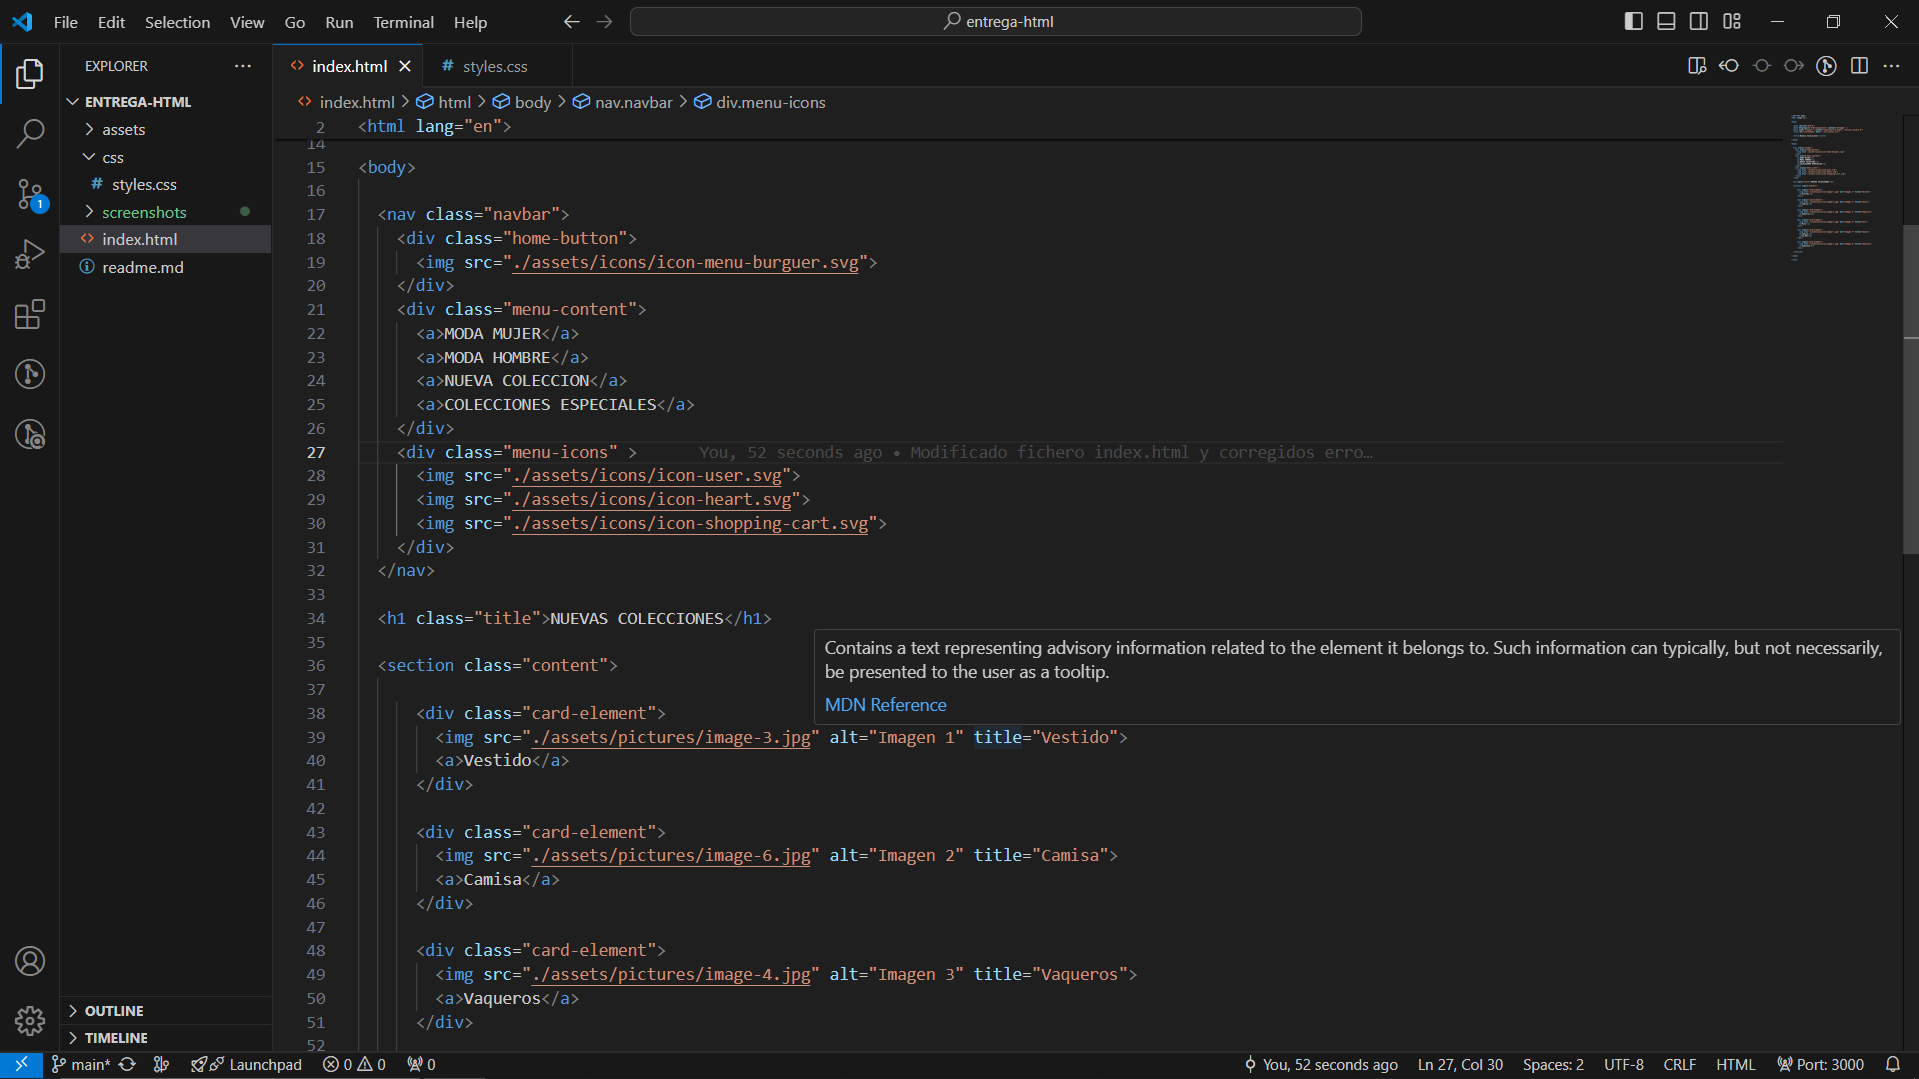 File Edit Selection View Go Run Terminal Help
entrega-html
EXPLORER
ENTREGA-HTML
assets
css
# styles.css
screenshots
<> index.html
readme.md
OUTLINE
TIMELINE
1
<> index.html
# styles.css
<> index.html > html > body > nav.navbar > div.menu-icons
2 <html lang="en">
14
15 <body>
16
17 <nav class="navbar">
18 <div class="home-button">
19 <img src="./assets/icons/icon-menu-burguer.svg">
20 </div>
21 <div class="menu-content">
22 <a>MODA MUJER</a>
23 <a>MODA HOMBRE</a>
24 <a>NUEVA COLECCION</a>
25 <a>COLECCIONES ESPECIALES</a>
26 </div>
27 <div class="menu-icons" > You, 52 seconds ago • Modificado fichero index.html y corregidos erro…
28 <img src="./assets/icons/icon-user.svg">
29 <img src="./assets/icons/icon-heart.svg">
30 <img src="./assets/icons/icon-shopping-cart.svg">
31 </div>
32 </nav>
33
34 <h1 class="title">NUEVAS COLECCIONES</h1>
35
36 <section class="content">
37
38 <div class="card-element">
39 <img src="./assets/pictures/image-3.jpg" alt="Imagen 1" title="Vestido">
40 <a>Vestido</a>
41 </div>
42
43 <div class="card-element">
44 <img src="./assets/pictures/image-6.jpg" alt="Imagen 2" title="Camisa">
45 <a>Camisa</a>
46 </div>
47
48 <div class="card-element">
49 <img src="./assets/pictures/image-4.jpg" alt="Imagen 3" title="Vaqueros">
50 <a>Vaqueros</a>
51 </div>
52
Contains a text representing advisory information related to the element it belongs to. Such information can typically, but not necessarily,
be presented to the user as a tooltip.
MDN Reference
main* Launchpad 0 0 0 You, 52 seconds ago Ln 27, Col 30 Spaces: 2 UTF-8 CRLF HTML Port: 3000